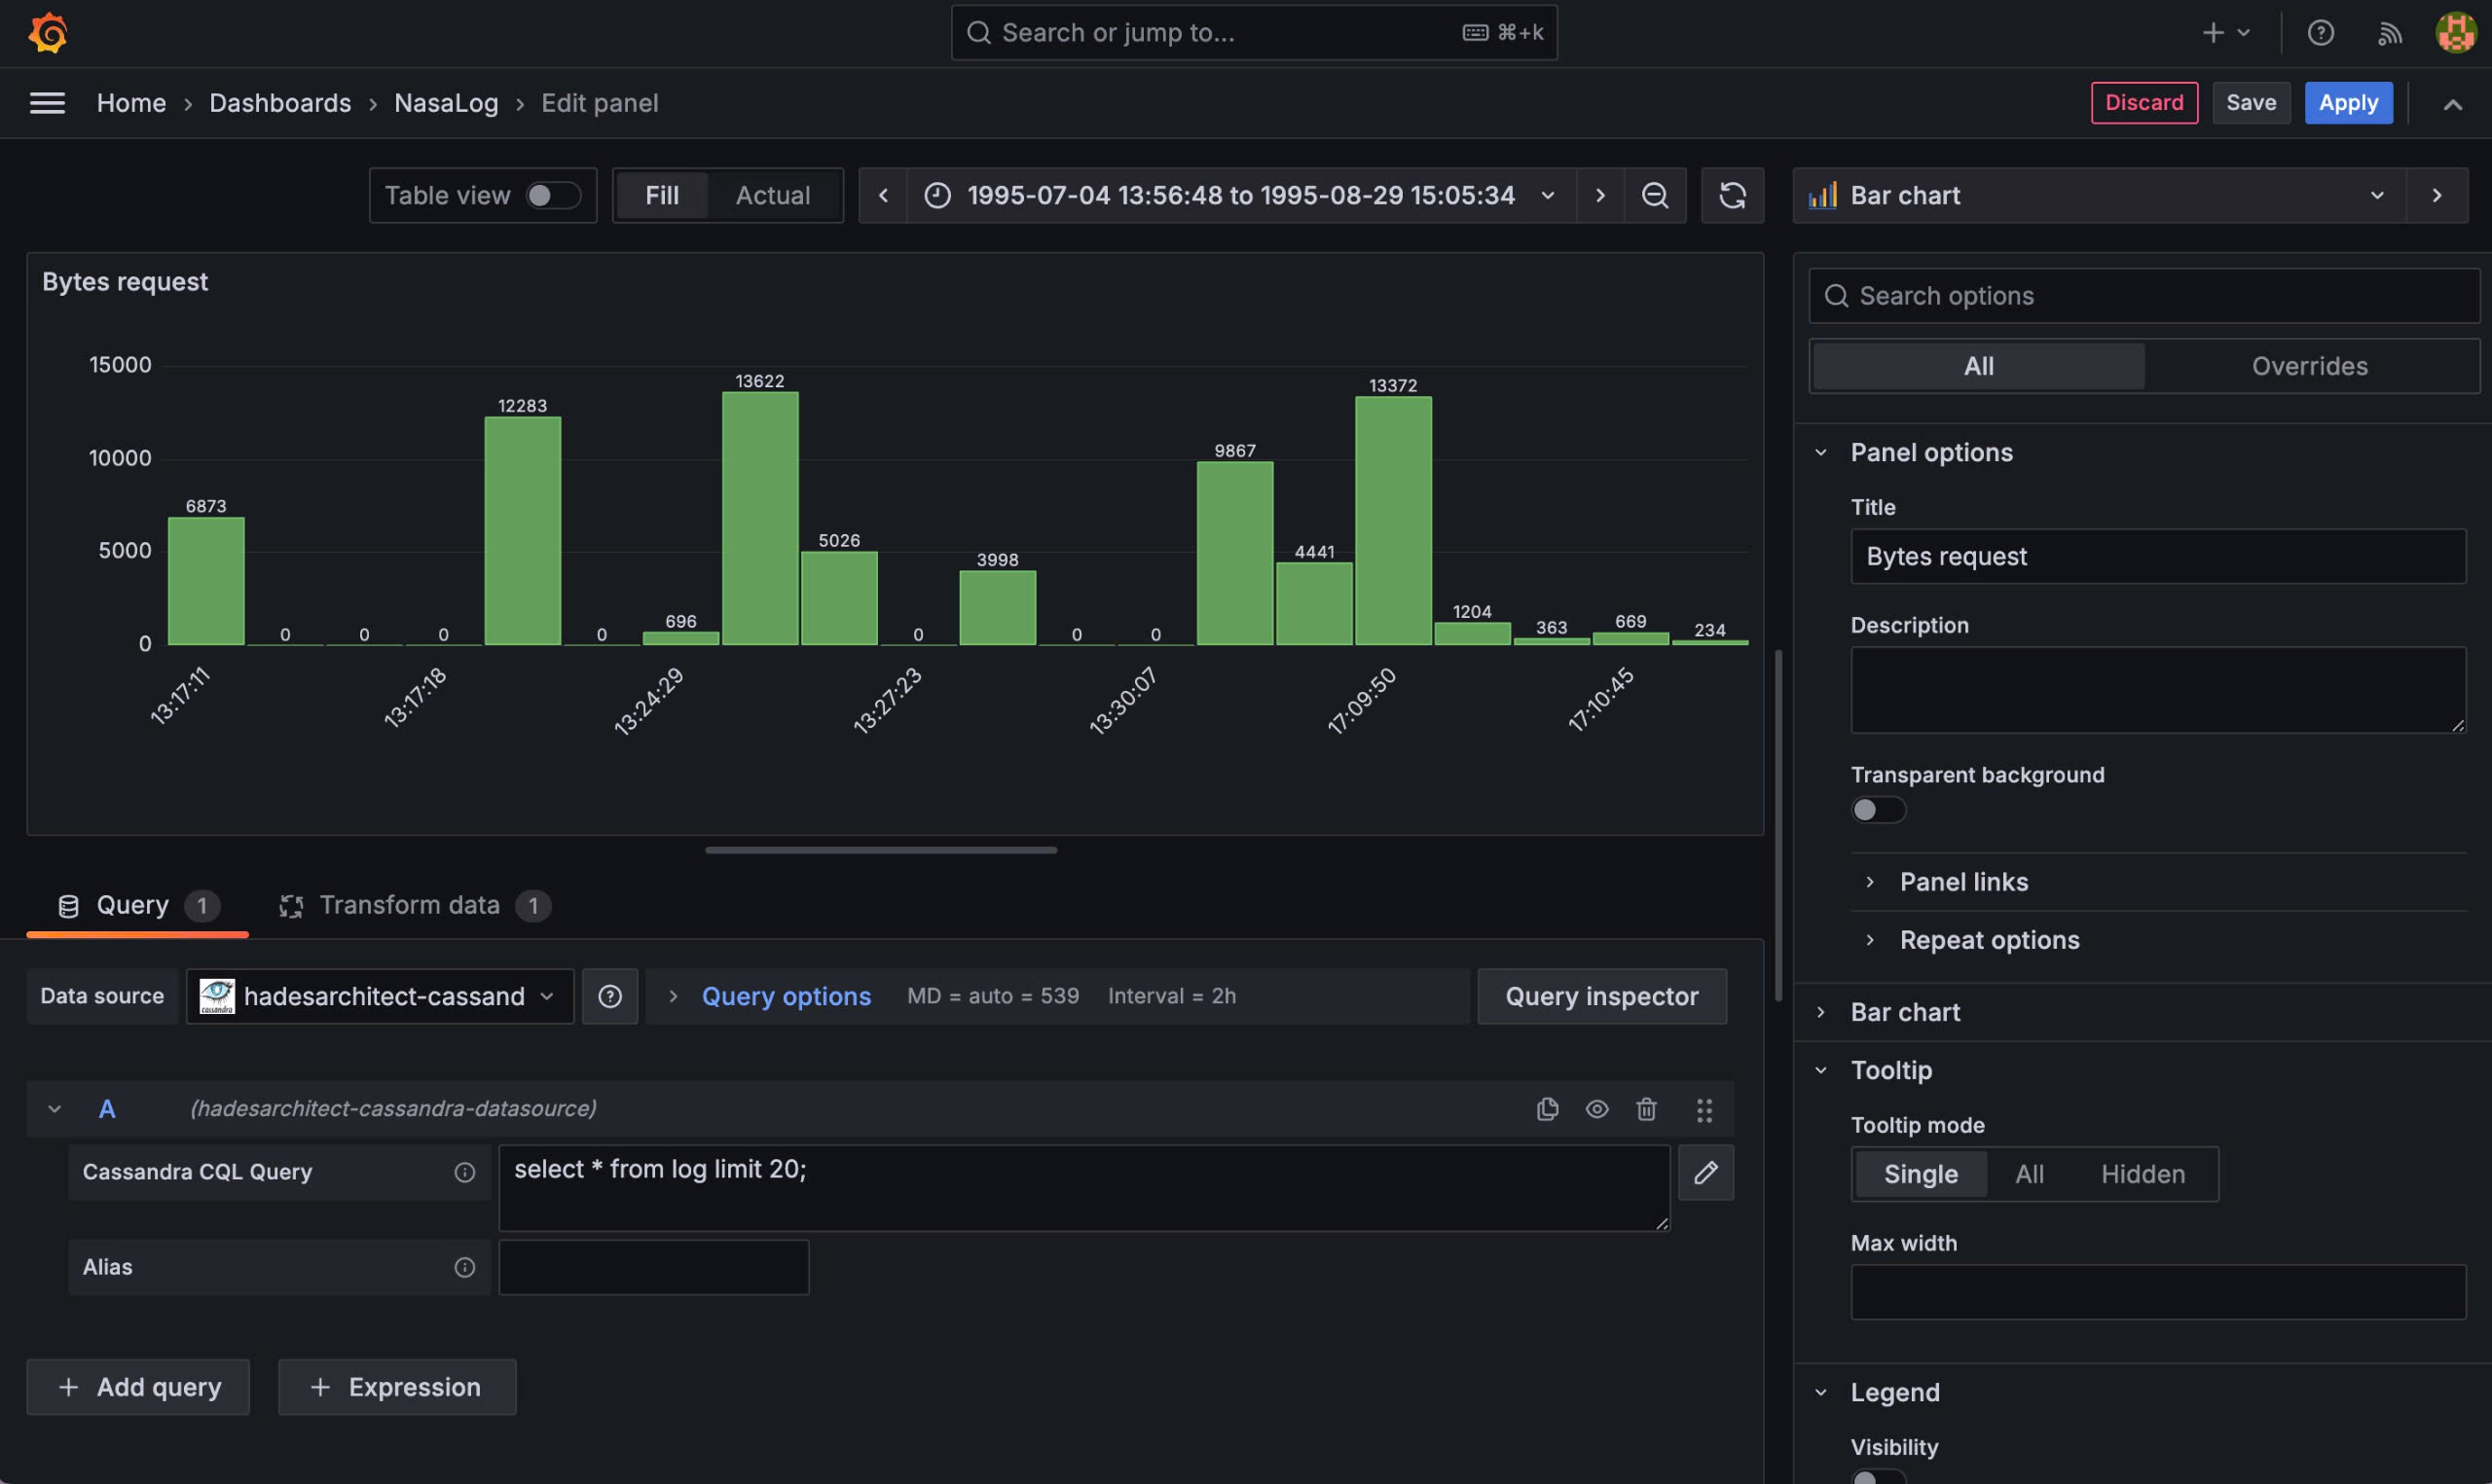 Search or jump to...
⌘+k
Home › Dashboards › NasaLog › Edit panel
Discard
Save
Apply
Table view
Fill
Actual
1995-07-04 13:56:48 to 1995-08-29 15:05:34
Bar chart
Bytes request
15000
10000
5000
0
6873
0
0
0
12283
0
696
13622
5026
0
3998
0
0
9867
4441
13372
1204
363
669
234
13:17:11
13:17:18
13:24:29
13:27:23
13:30:07
17:09:50
17:10:45
Query 1
Transform data 1
Data source
cassandra
hadesarchitect-cassand
Query options
MD = auto = 539
Interval = 2h
Query inspector
A
(hadesarchitect-cassandra-datasource)
Cassandra CQL Query
select * from log limit 20;
Alias
+ Add query
+ Expression
Search options
All
Overrides
Panel options
Title
Bytes request
Description
Transparent background
Panel links
Repeat options
Bar chart
Tooltip
Tooltip mode
Single
All
Hidden
Max width
Legend
Visibility